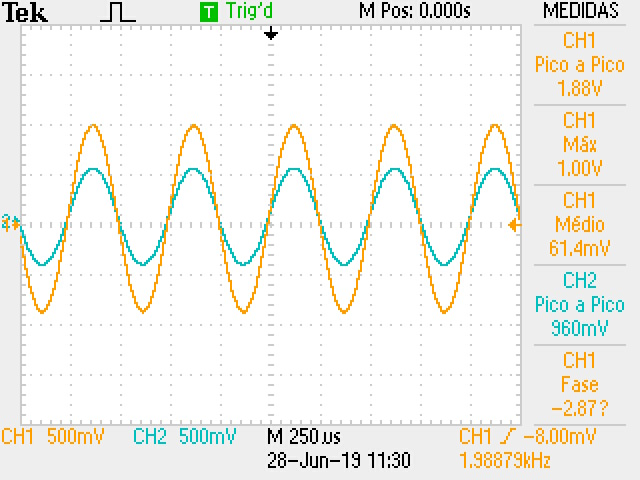 Tek
T Trig'd
M Pos: 0.000s
MEDIDAS
CH1
Pico a Pico
1.88V
CH1
Máx
1.00V
CH1
Médio
61.4mV
CH2
Pico a Pico
960mV
CH1
Fase
-2.87?
CH1 500mV
CH2 500mV
M 250µs
CH1
-8.00mV
28-Jun-19 11:30
1.98879kHz